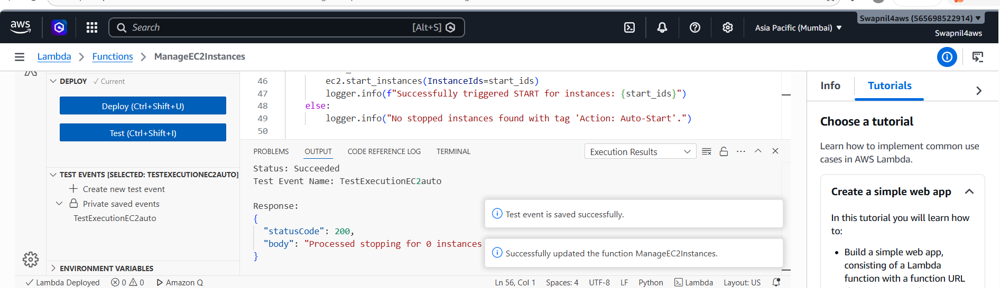 aws
Search [Alt+S]
Asia Pacific (Mumbai) ▼
Swapnil4aws (565698522914) ▼
Swapnil4aws
Lambda > Functions > ManageEC2Instances
DEPLOY ✓ Current
Deploy (Ctrl+Shift+U)
Test (Ctrl+Shift+I)
TEST EVENTS [SELECTED: TESTEXECUTIONEC2AUTO]
+ Create new test event
Private saved events
TestExecutionEC2auto
ENVIRONMENT VARIABLES
46 ec2.start_instances(InstanceIds=start_ids)
47 logger.info(f"Successfully triggered START for instances: {start_ids}")
48 else:
49 logger.info("No stopped instances found with tag 'Action: Auto-Start'.")
50
PROBLEMS OUTPUT CODE REFERENCE LOG TERMINAL
Execution Results
Status: Succeeded
Test Event Name: TestExecutionEC2auto
Response:
{
"statusCode": 200,
"body": "Processed stopping for 0 instances
}
Test event is saved successfully.
Successfully updated the function ManageEC2Instances.
Info Tutorials
Choose a tutorial
Learn how to implement common use
cases in AWS Lambda.
Create a simple web app
In this tutorial you will learn how
to:
• Build a simple web app,
consisting of a Lambda
function with a function URL
Lambda Deployed 0 0 Amazon Q
Ln 56, Col 1 Spaces: 4 UTF-8 LF Python Lambda Layout: US